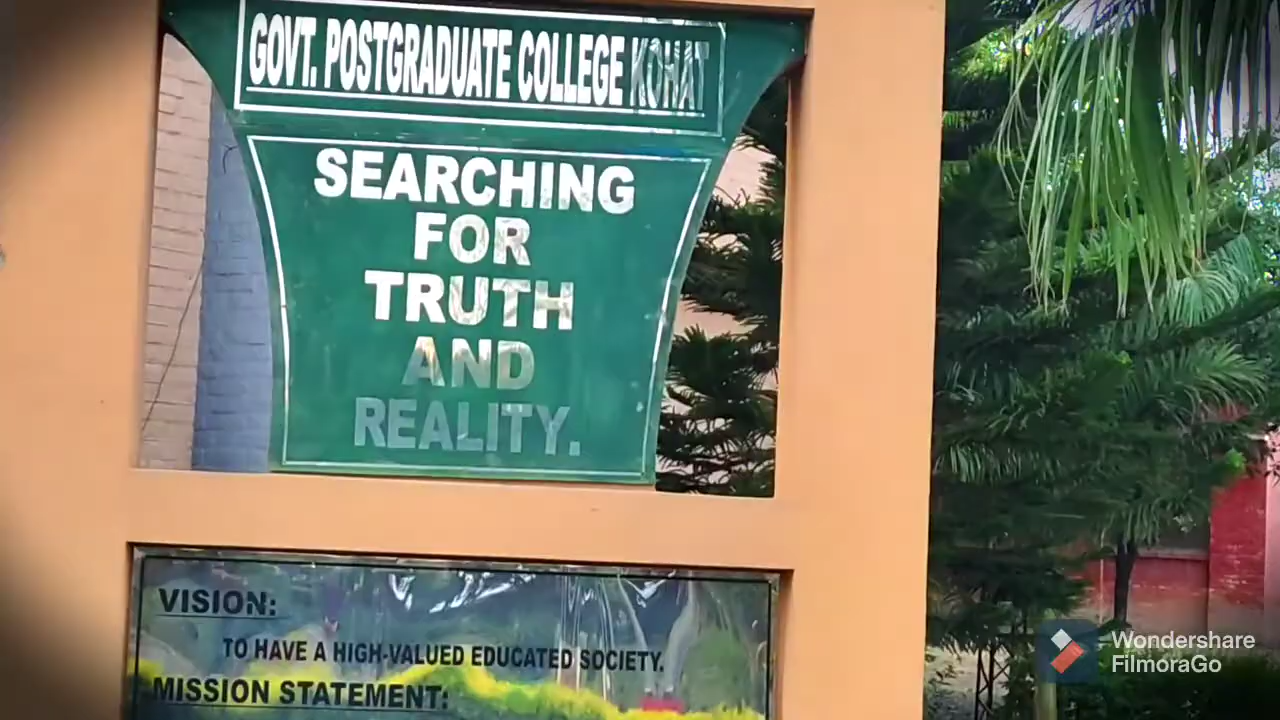 GOVT. POSTGRADUATE COLLEGE KOHAT
SEARCHING
FOR
TRUTH
AND
REALITY.
VISION:
TO HAVE A HIGH-VALUED EDUCATED SOCIETY.
MISSION STATEMENT:
Wondershare
FilmoraGo